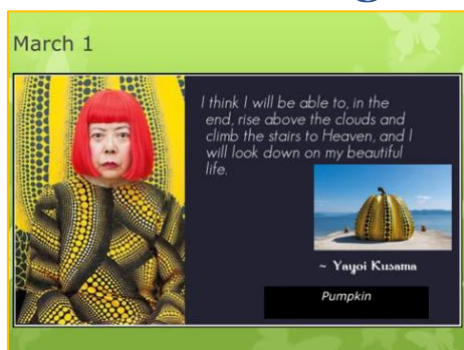 March 1
I think I will be able to, in the
end, rise above the clouds and
climb the stairs to Heaven, and I
will look down on my beautiful
life.
~ Yayoi Kusama
Pumpkin